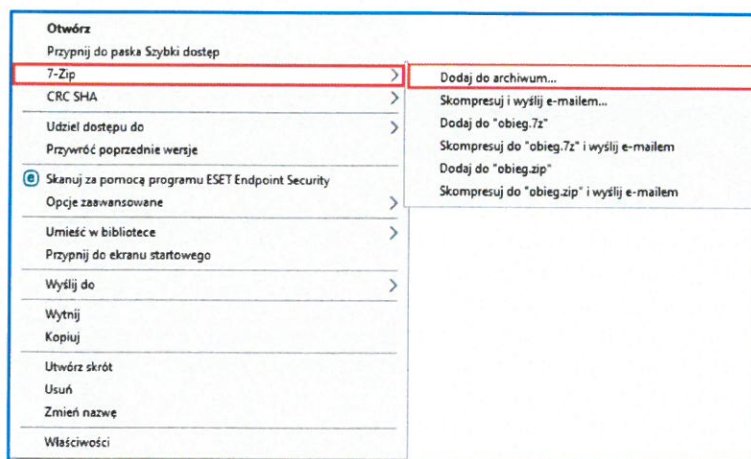 Otwórz
Przypnij do paska Szybki dostęp
7-Zip
CRC SHA
Udziel dostępu do
Przywróć poprzednie wersje
Skanuj za pomocą programu ESET Endpoint Security
Opcje zaawansowane
Umieść w bibliotece
Przypnij do ekranu startowego
Wyślij do
Wytnij
Kopiuj
Utwórz skrót
Usuń
Zmień nazwę
Właściwości
Dodaj do archiwum...
Skompresuj i wyślij e-mailem...
Dodaj do "obieg.7z"
Skompresuj do "obieg.7z" i wyślij e-mailem
Dodaj do "obieg.zip"
Skompresuj do "obieg.zip" i wyślij e-mailem